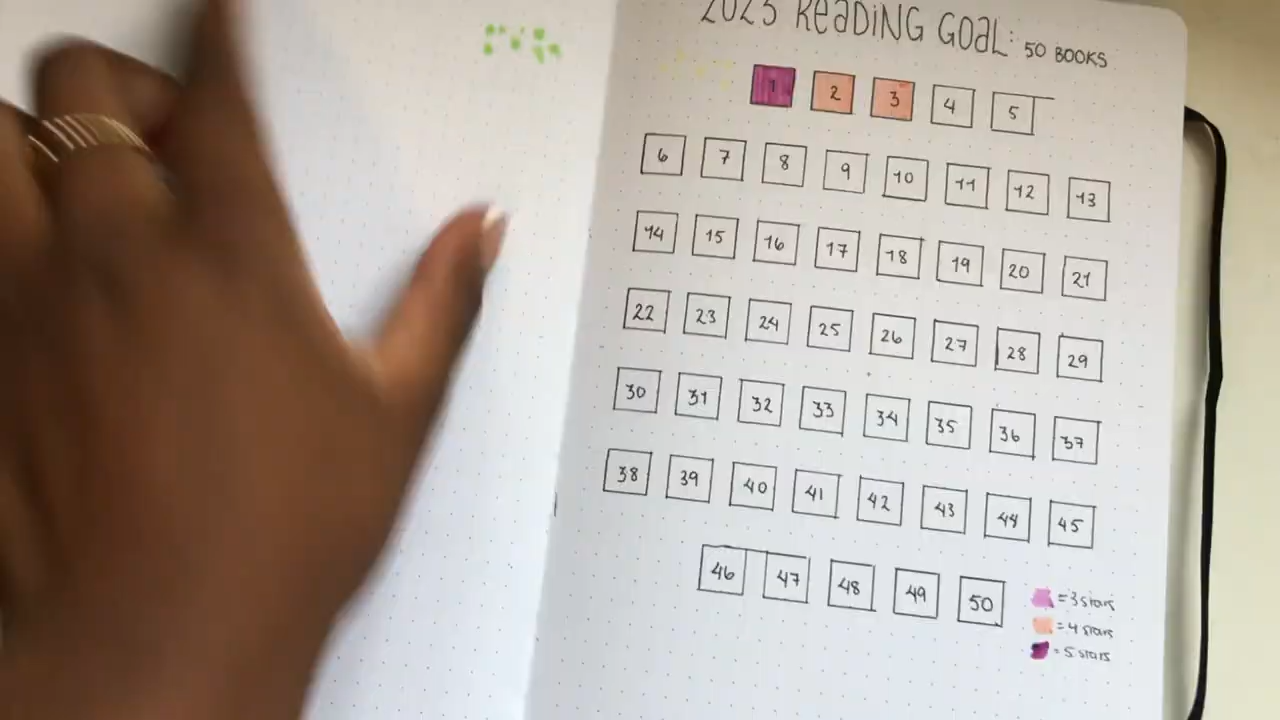 2023 READING GOAL: 50 BOOKS
1 2 3 4 5
6 7 8 9 10 11 12 13
14 15 16 17 18 19 20 21
22 23 24 25 26 27 28 29
30 31 32 33 34 35 36 37
38 39 40 41 42 43 44 45
46 47 48 49 50
= 3 stars
= 4 stars
= 5 stars